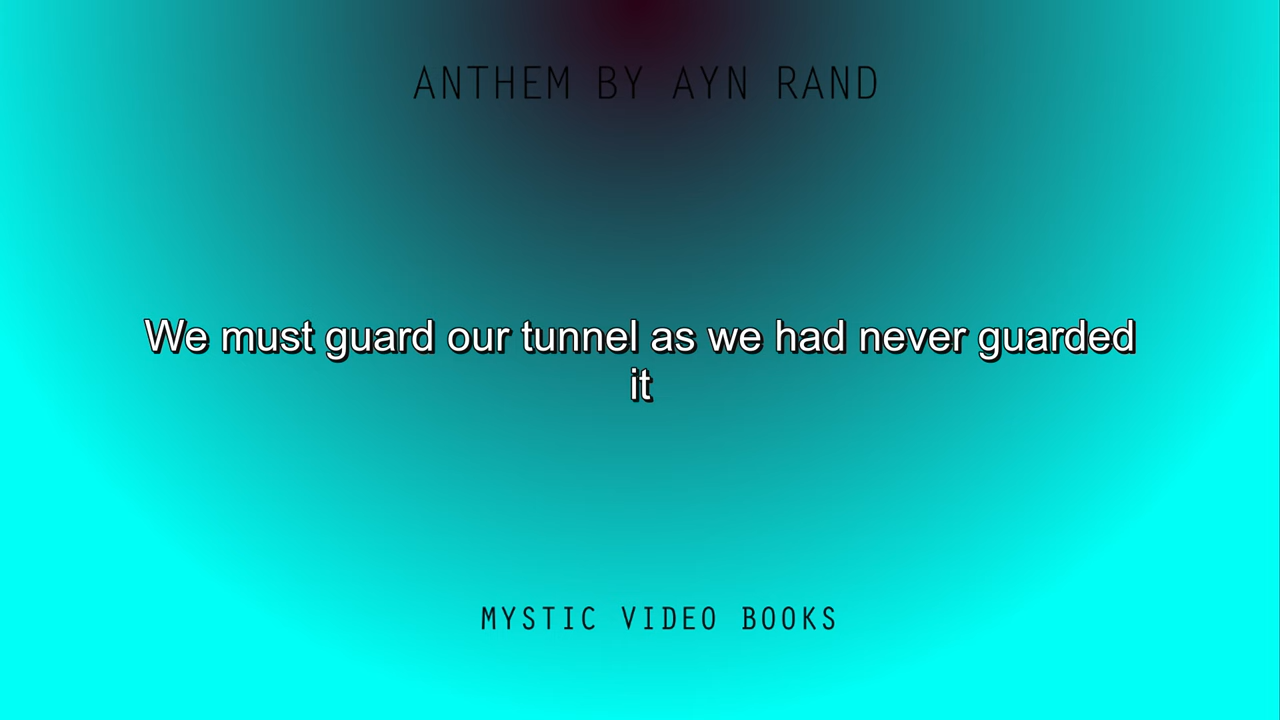 ANTHEM BY AYN RAND
We must guard our tunnel as we had never guarded
it
MYSTIC VIDEO BOOKS